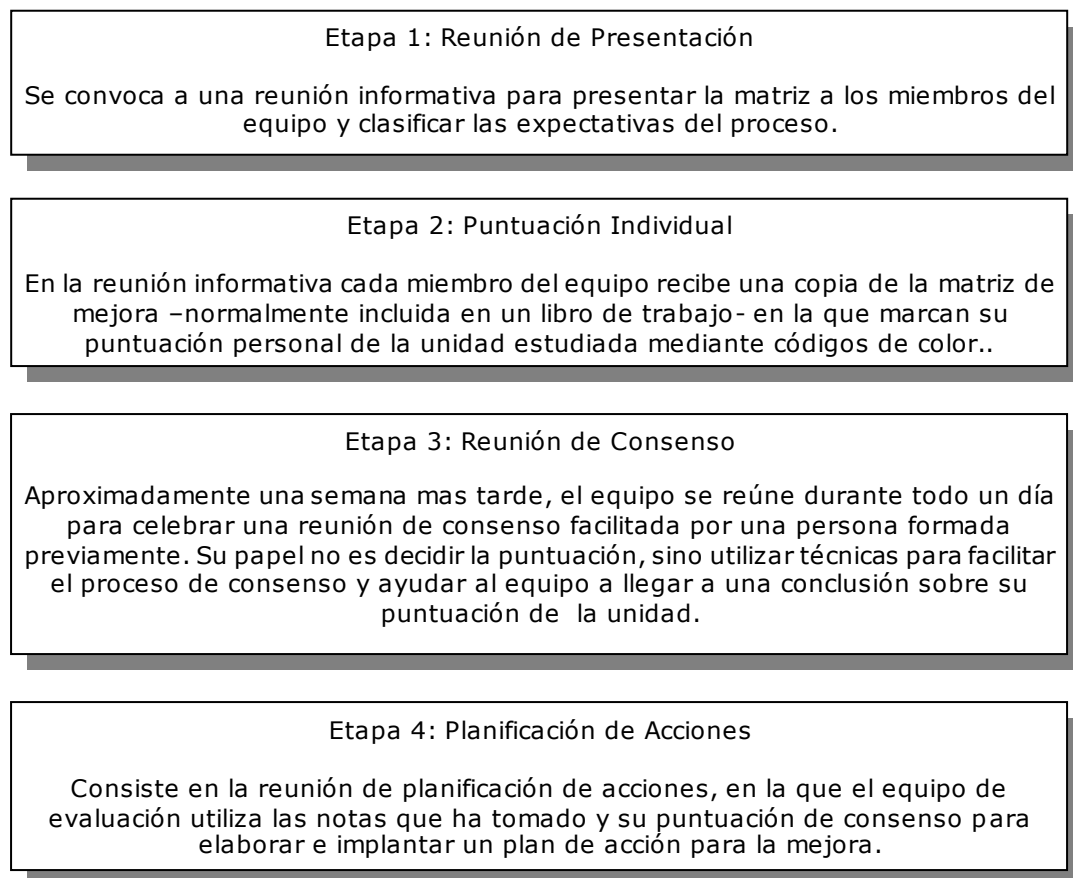 Etapa 1: Reunión de Presentación
Se convoca a una reunión informativa para presentar la matriz a los miembros del
equipo y clasificar las expectativas del proceso.
Etapa 2: Puntuación Individual
En la reunión informativa cada miembro del equipo recibe una copia de la matriz de
mejora –normalmente incluida en un libro de trabajo- en la que marcan su
puntuación personal de la unidad estudiada mediante códigos de color..
Etapa 3: Reunión de Consenso
Aproximadamente una semana mas tarde, el equipo se reúne durante todo un día
para celebrar una reunión de consenso facilitada por una persona formada
previamente. Su papel no es decidir la puntuación, sino utilizar técnicas para facilitar
el proceso de consenso y ayudar al equipo a llegar a una conclusión sobre su
puntuación de la unidad.
Etapa 4: Planificación de Acciones
Consiste en la reunión de planificación de acciones, en la que el equipo de
evaluación utiliza las notas que ha tomado y su puntuación de consenso para
elaborar e implantar un plan de acción para la mejora.